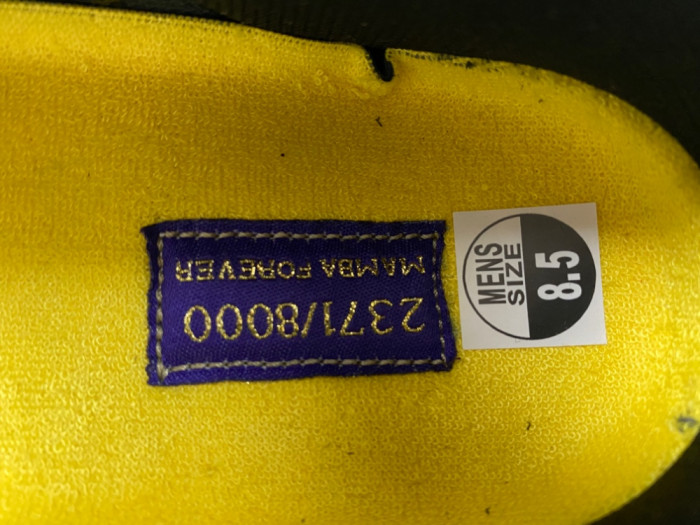 2371/8000
MAMBA FOREVER
MENS
SIZE
8.5